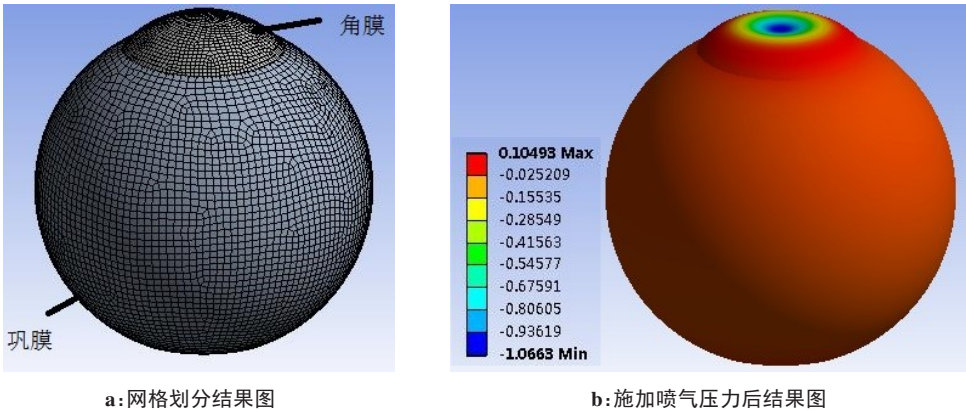 角膜
巩膜
0.10493 Max
-0.025209
-0.15535
-0.28549
-0.41563
-0.54577
-0.67591
-0.80605
-0.93619
-1.0663 Min
a:网格划分结果图
b:施加喷气压力后结果图